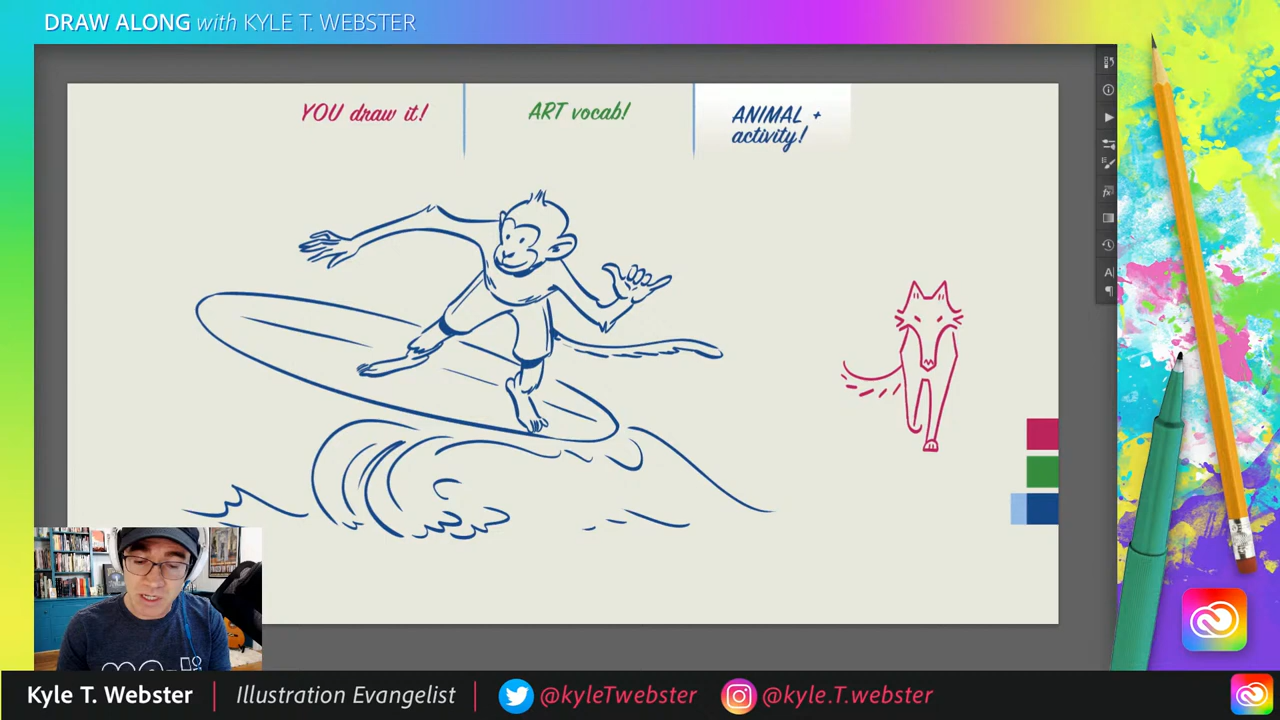 DRAW ALONG with KYLE T. WEBSTER
YOU draw it!
ART vocab!
ANIMAL +
activity!
Kyle T. Webster | Illustration Evangelist | @kyleTwebster @kyle.T.webster